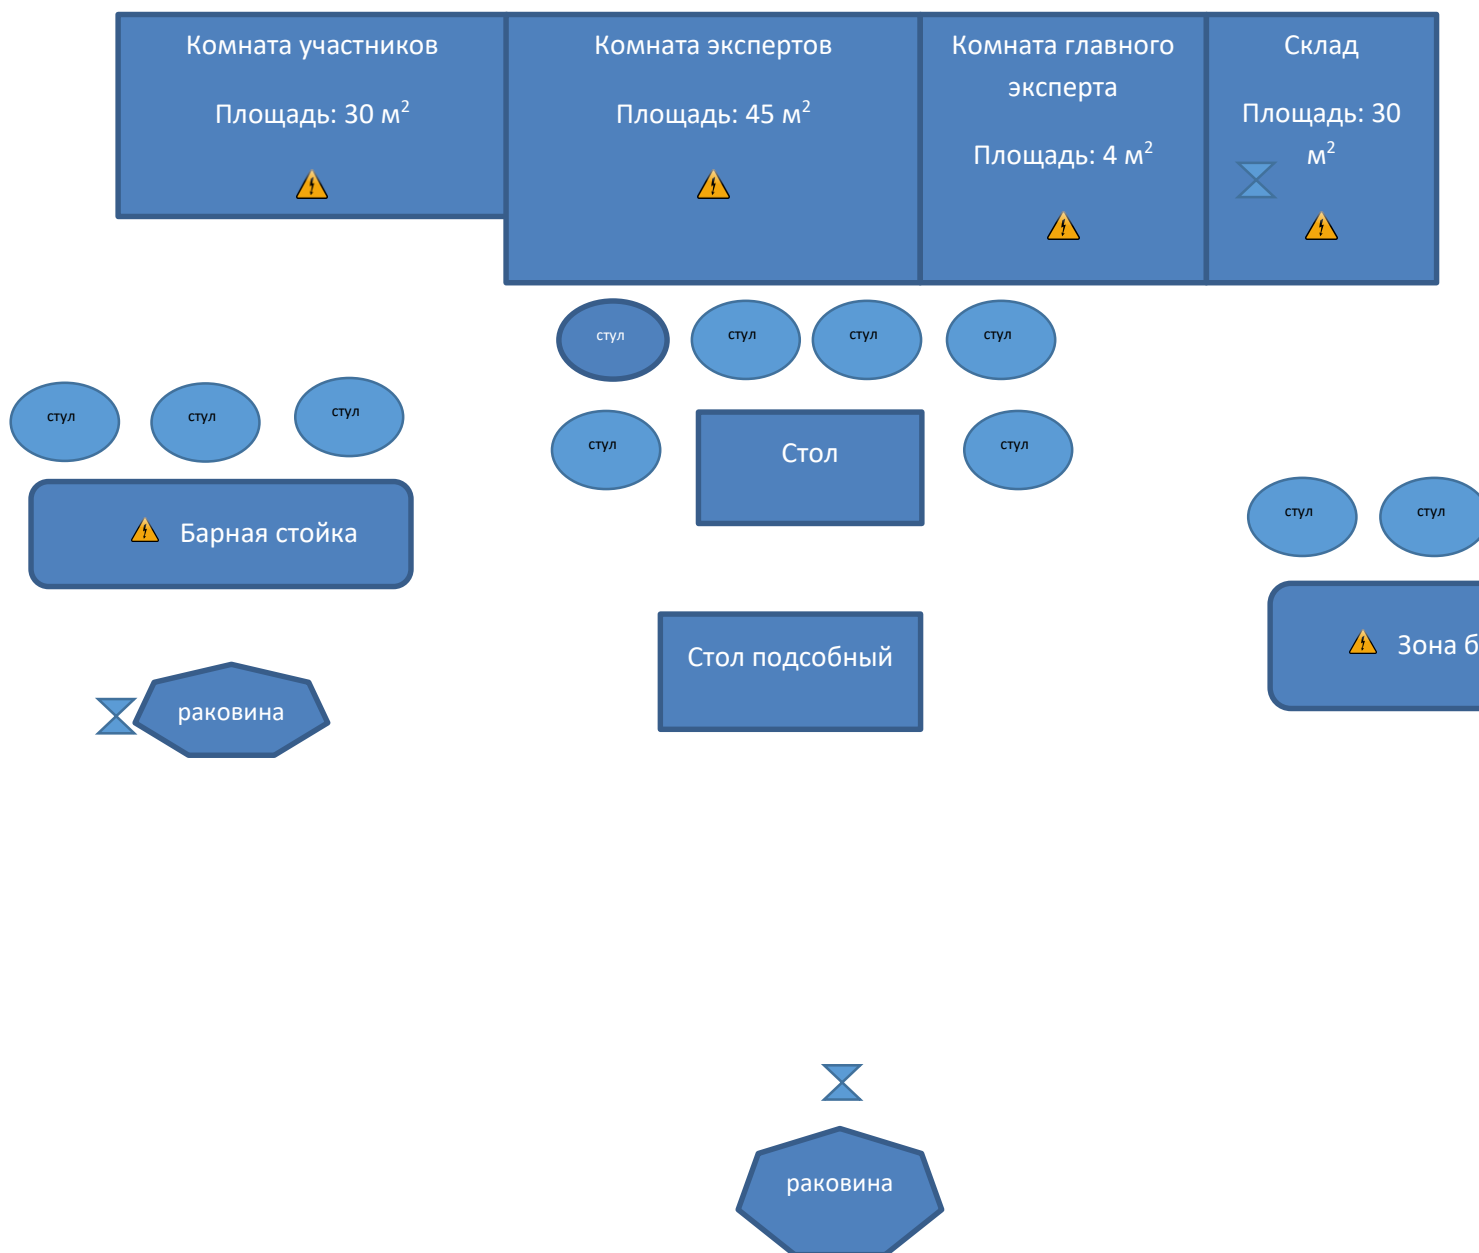 Комната участников
Площадь: 30 м²
Комната экспертов
Площадь: 45 м²
Комната главного
эксперта
Площадь: 4 м²
Склад
Площадь: 30
м²
стул
стул
стул
стул
стул
стул
стул
стул
Стол
стул
Барная стойка
стул
стул
Стол подсобный
Зона б
раковина
раковина